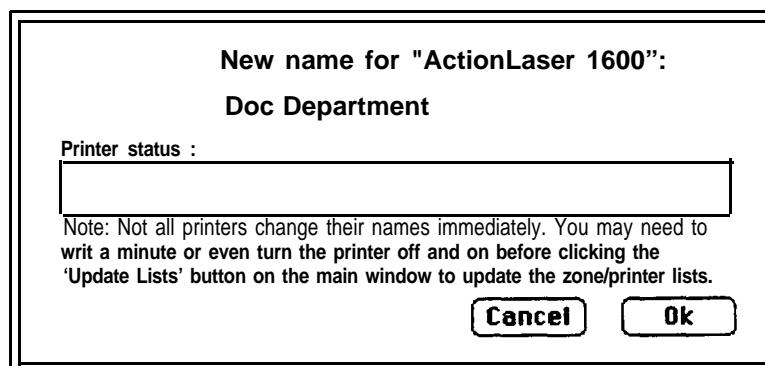 New name for "ActionLaser 1600”:
Doc Department
Printer status :
Note: Not all printers change their names immediately. You may need to
writ a minute or even turn the printer off and on before clicking the
‘Update Lists’ button on the main window to update the zone/printer lists.
Cancel Ok